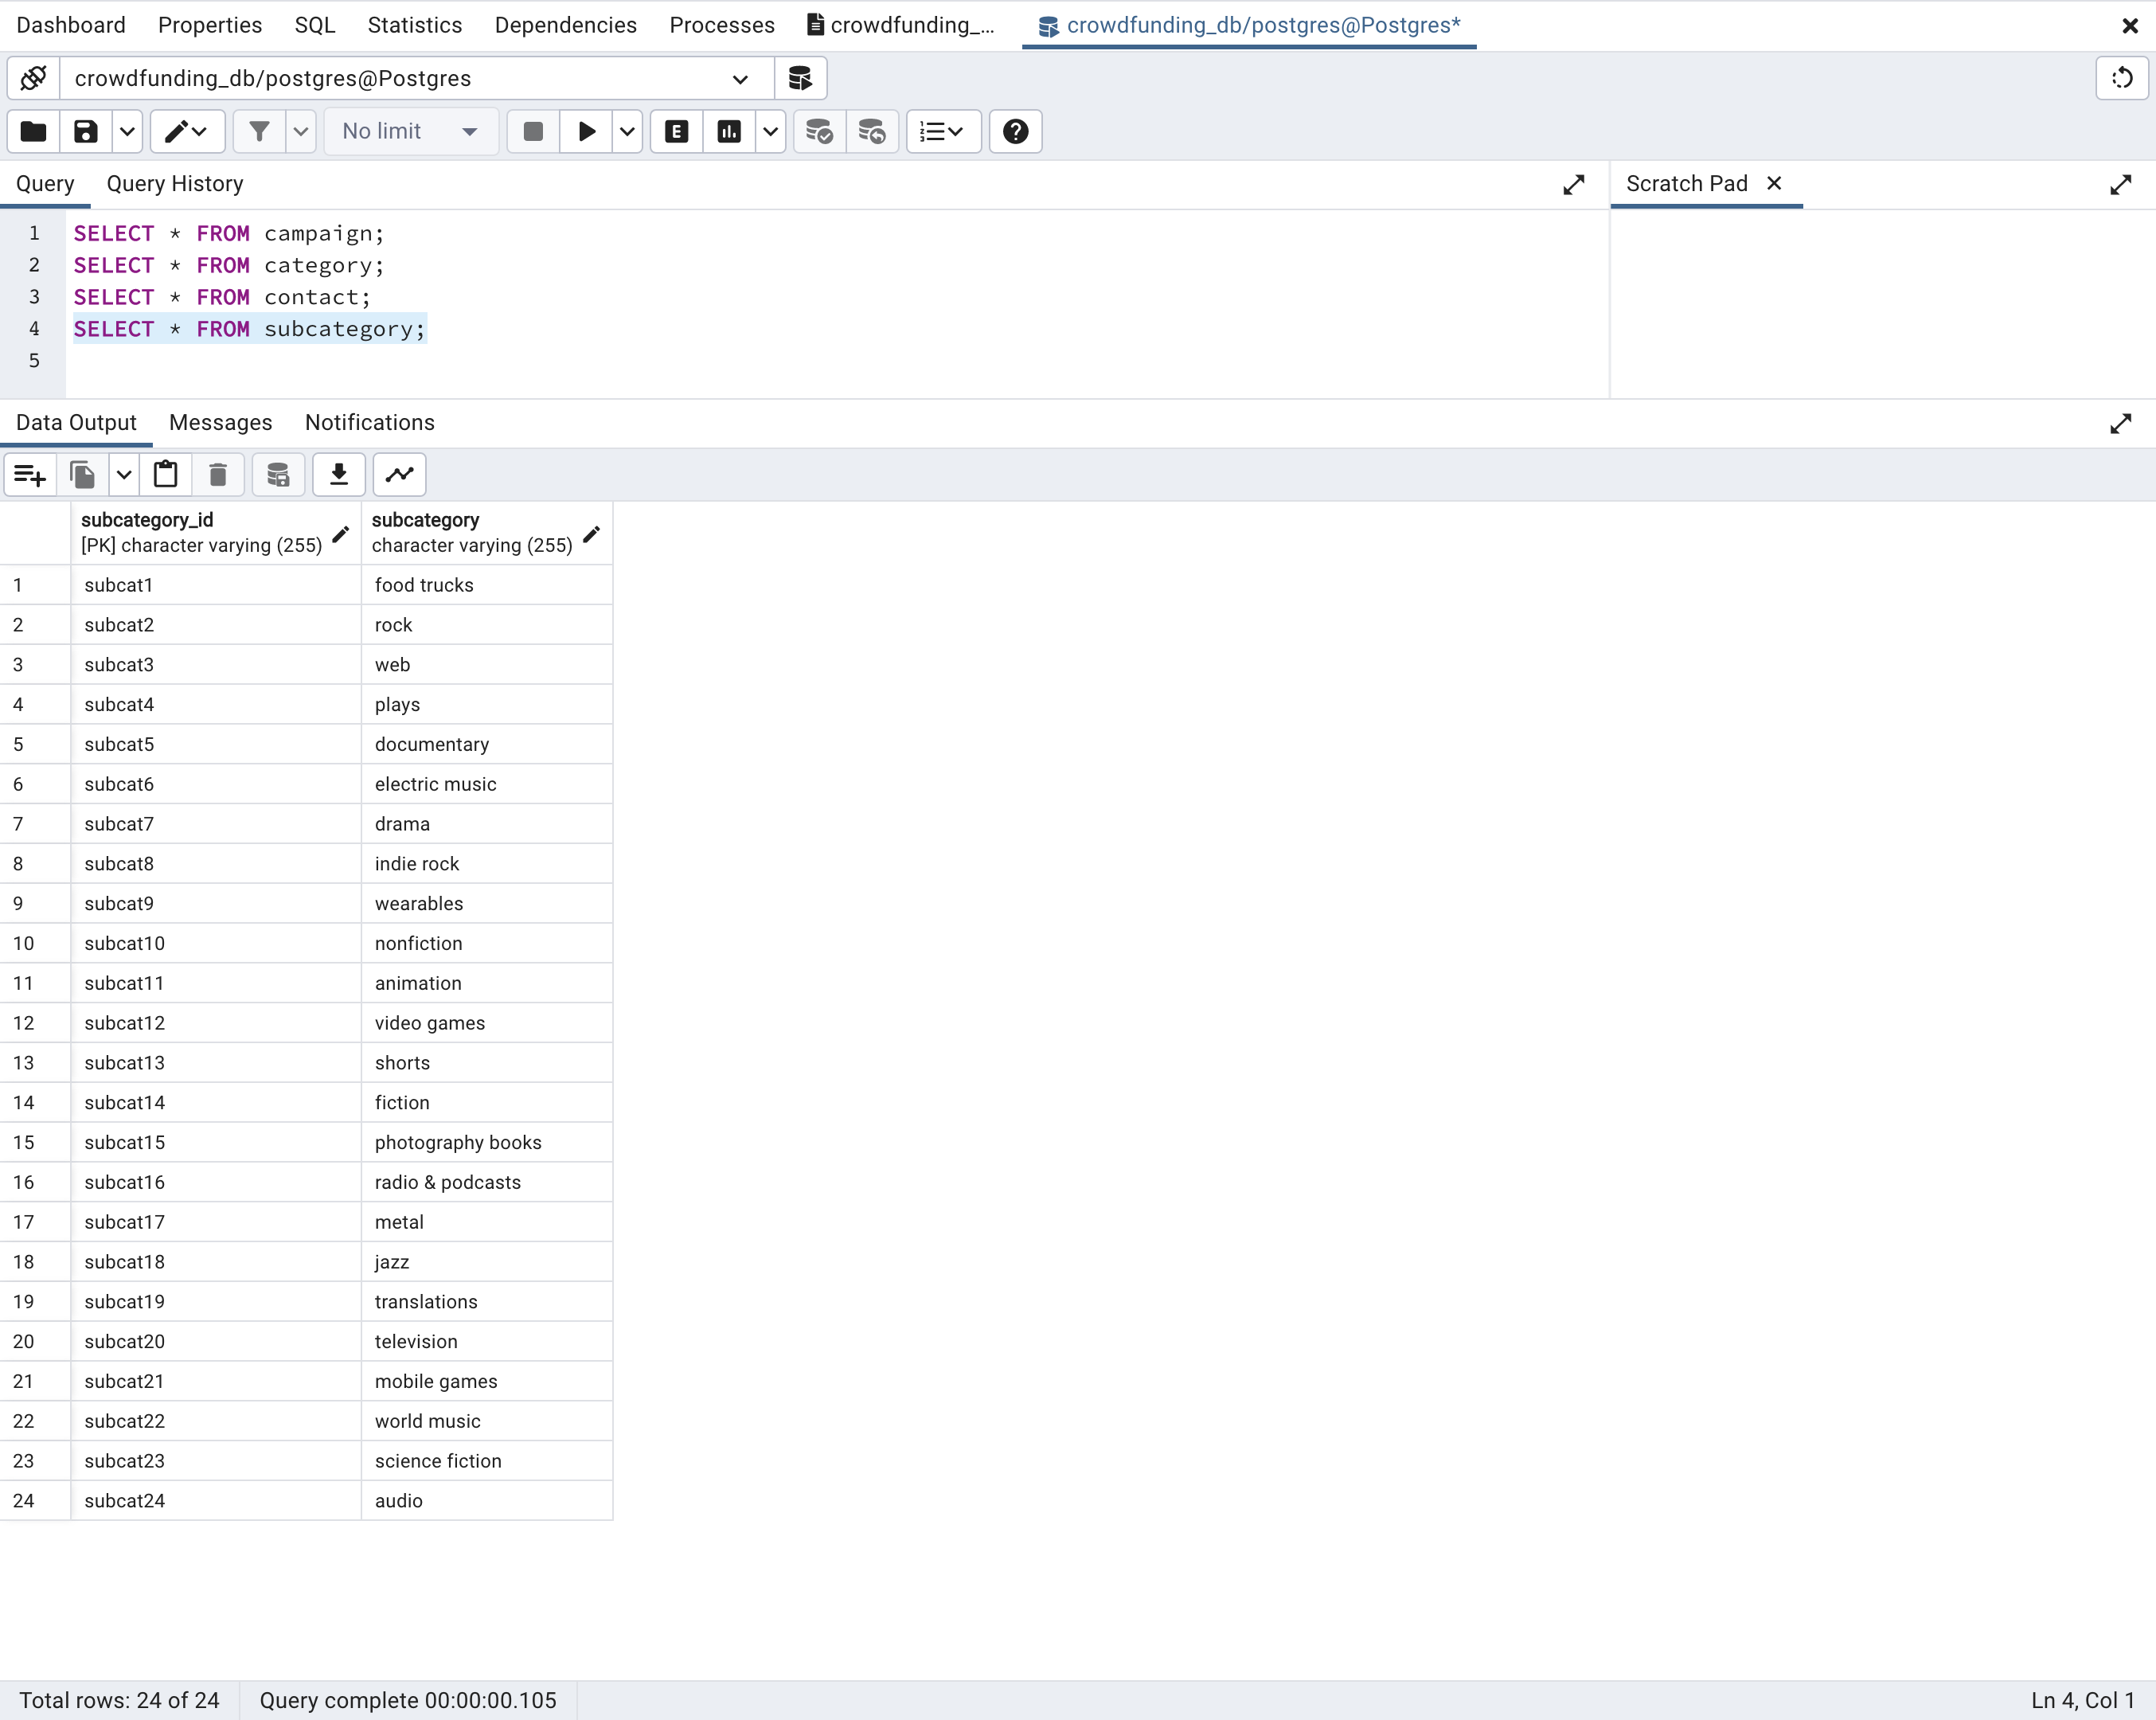 Dashboard Properties SQL Statistics Dependencies Processes crowdfunding_... crowdfunding_db/postgres@Postgres*
crowdfunding_db/postgres@Postgres
No limit E
Query Query History Scratch Pad
1 SELECT * FROM campaign;
2 SELECT * FROM category;
3 SELECT * FROM contact;
4 SELECT * FROM subcategory;
5
Data Output Messages Notifications
subcategory_id subcategory
[PK] character varying (255) character varying (255)
1 subcat1 food trucks
2 subcat2 rock
3 subcat3 web
4 subcat4 plays
5 subcat5 documentary
6 subcat6 electric music
7 subcat7 drama
8 subcat8 indie rock
9 subcat9 wearables
10 subcat10 nonfiction
11 subcat11 animation
12 subcat12 video games
13 subcat13 shorts
14 subcat14 fiction
15 subcat15 photography books
16 subcat16 radio & podcasts
17 subcat17 metal
18 subcat18 jazz
19 subcat19 translations
20 subcat20 television
21 subcat21 mobile games
22 subcat22 world music
23 subcat23 science fiction
24 subcat24 audio
Total rows: 24 of 24 Query complete 00:00:00.105 Ln 4, Col 1